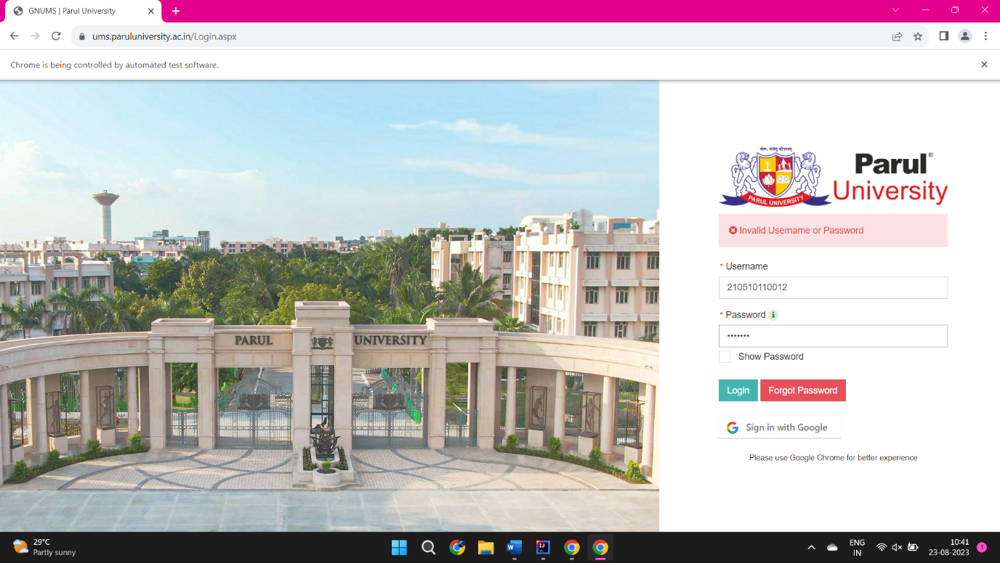 GNUMS | Parul University
ums.paruluniversity.ac.in/Login.aspx
Chrome is being controlled by automated test software.
PARUL UNIVERSITY
PARUL UNIVERSITY
Parul®
University
Invalid Username or Password
* Username
210510110012
* Password
•••••••
Show Password
Login Forgot Password
G Sign in with Google
Please use Google Chrome for better experience
29°C
Partly sunny
W
IJ
ENG
IN
10:41
23-08-2023
1